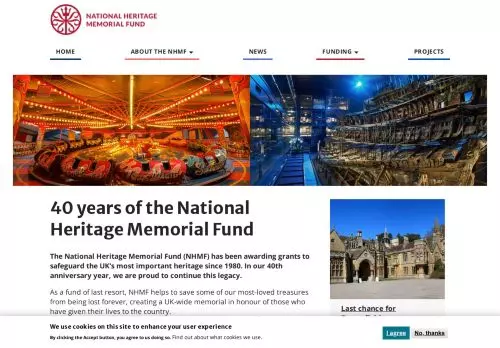 NATIONAL HERITAGE
MEMORIAL FUND
HOME
ABOUT THE NHMF
NEWS
FUNDING
PROJECTS
40 years of the National
Heritage Memorial Fund
The National Heritage Memorial Fund (NHMF) has been awarding grants to
safeguard the UK's most important heritage since 1980. In our 40th
anniversary year, we are proud to continue this legacy.
As a fund of last resort, NHMF helps to save some of our most-loved treasures
from being lost forever, creating a UK-wide memorial in honour of those who
have given their lives to the country.
Last chance for
We use cookies on this site to enhance your user experience
By clicking the Accept button, you agree to us doing so. Find out about what cookies we use.
I agree
No, thanks